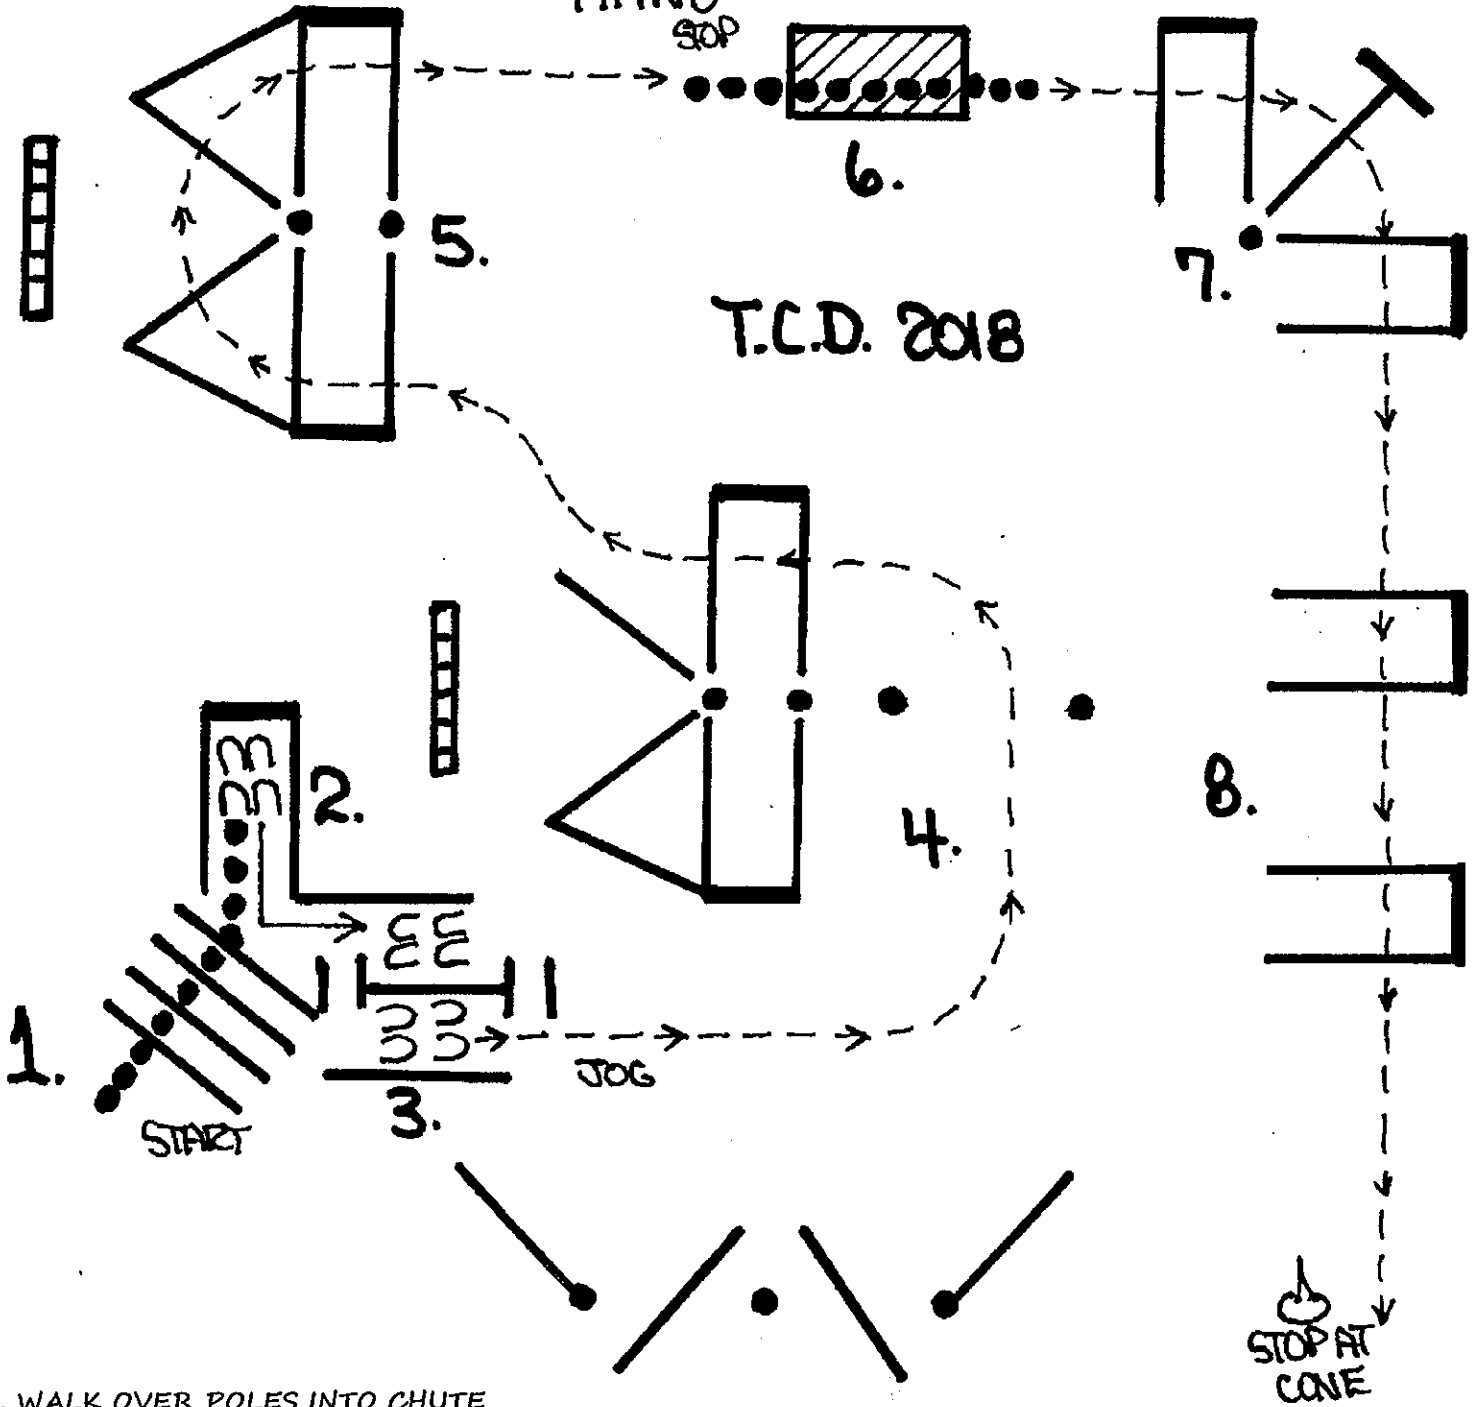 STOP
6.
5.
7.
T.C.D. 2018
2.
4.
8.
1.
JOG
3.
START
STOP AT
CONE
WALK OVER POLES INTO CHUTE